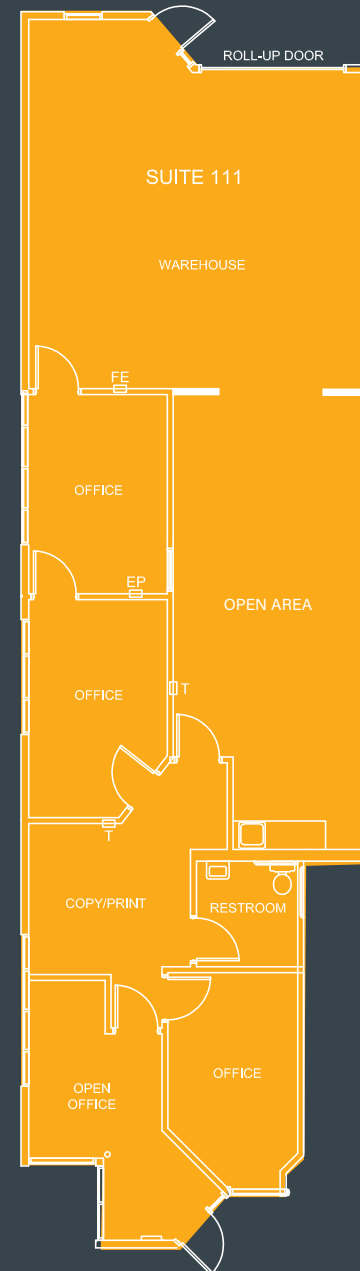 ROLL-UP DOOR
SUITE 111
WAREHOUSE
FE
OFFICE
EP
OPEN AREA
OFFICE
T
T
COPY/PRINT
RESTROOM
OFFICE
OPEN
OFFICE